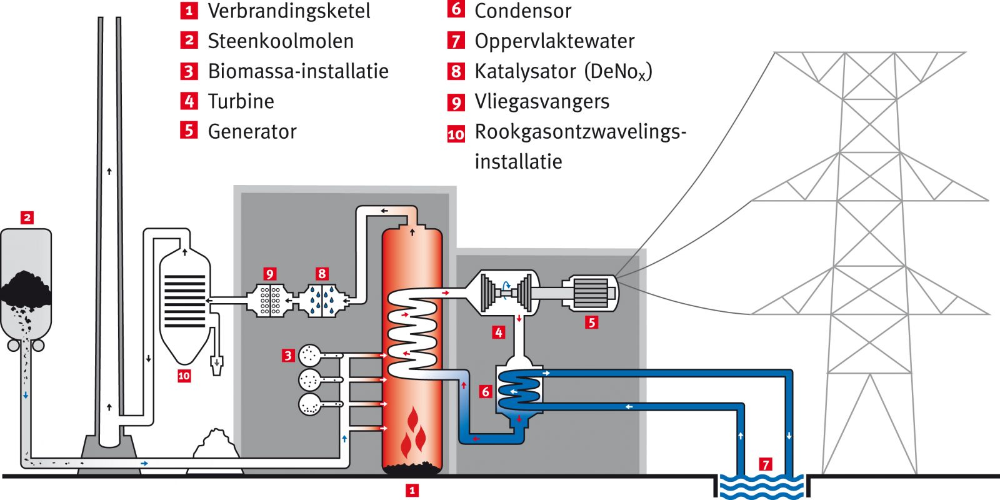 1 Verbrandingsketel
2 Steenkoolmolen
3 Biomassa-installatie
4 Turbine
5 Generator
6 Condensor
7 Oppervlaktewater
8 Katalysator (DeNox)
9 Vliegasvangers
10 Rookgasontzwavelings-
installatie
2
9
8
3
10
4
5
6
7
1